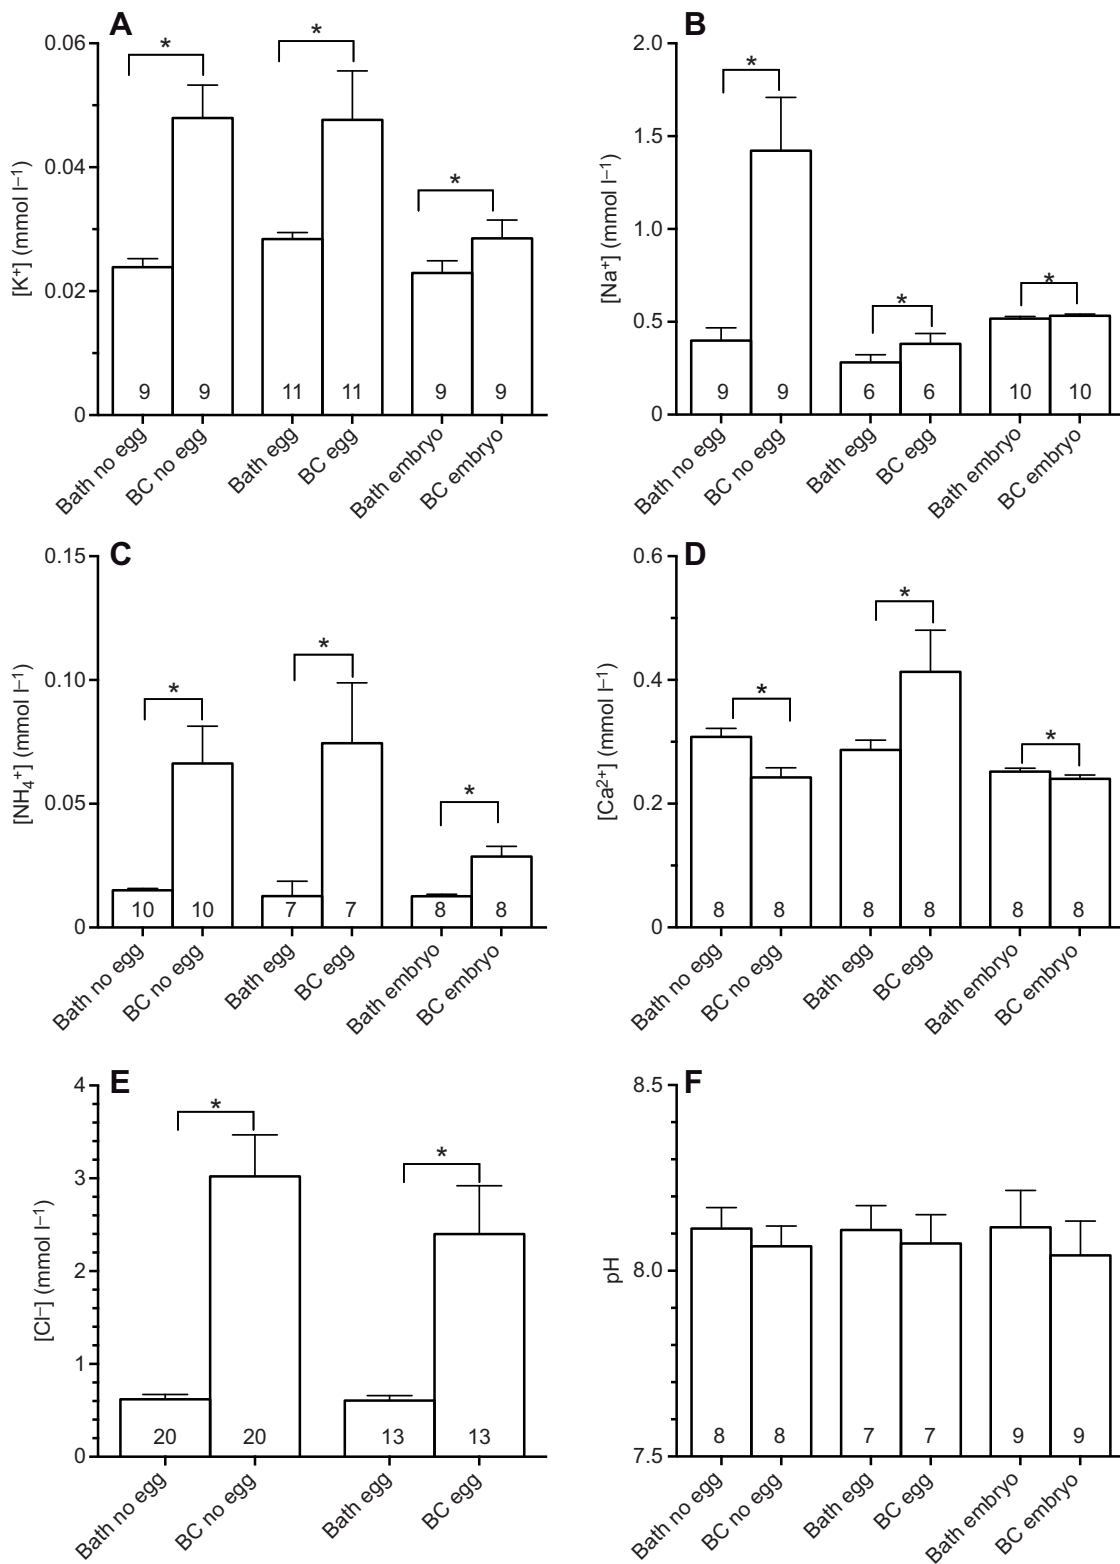 A
[K⁺] (mmol l⁻¹)
0.06
0.04
0.02
0
* * *
9 9 11 11 9 9
Bath no egg
BC no egg
Bath egg
BC egg
Bath embryo
BC embryo
B
[Na⁺] (mmol l⁻¹)
2.0
1.5
1.0
0.5
0
* * *
9 9 6 6 10 10
Bath no egg
BC no egg
Bath egg
BC egg
Bath embryo
BC embryo
C
[NH₄⁺] (mmol l⁻¹)
0.15
0.10
0.05
0
* * *
10 10 7 7 8 8
Bath no egg
BC no egg
Bath egg
BC egg
Bath embryo
BC embryo
D
[Ca²⁺] (mmol l⁻¹)
0.6
0.4
0.2
0
* * *
8 8 8 8 8 8
Bath no egg
BC no egg
Bath egg
BC egg
Bath embryo
BC embryo
E
[Cl⁻] (mmol l⁻¹)
4
3
2
1
0
* *
20 20 13 13
Bath no egg
BC no egg
Bath egg
BC egg
F
pH
8.5
8.0
7.5
8 8 7 7 9 9
Bath no egg
BC no egg
Bath egg
BC egg
Bath embryo
BC embryo